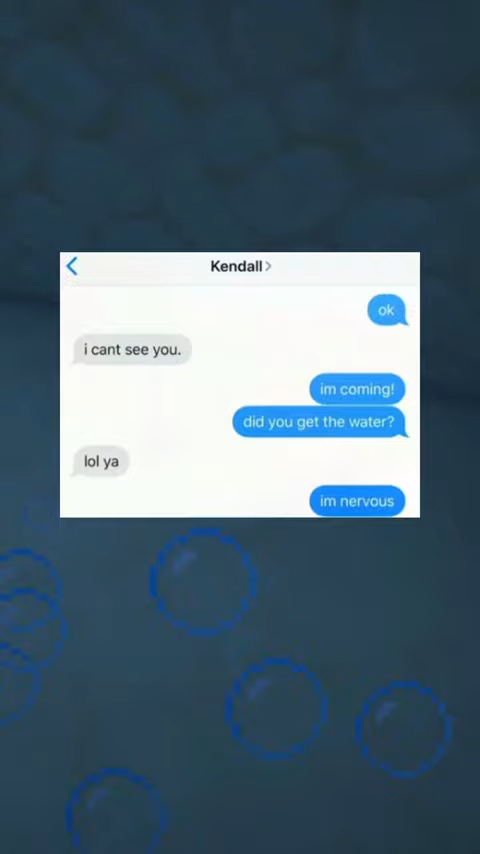 Kendall
ok
i cant see you.
im coming!
did you get the water?
lol ya
im nervous